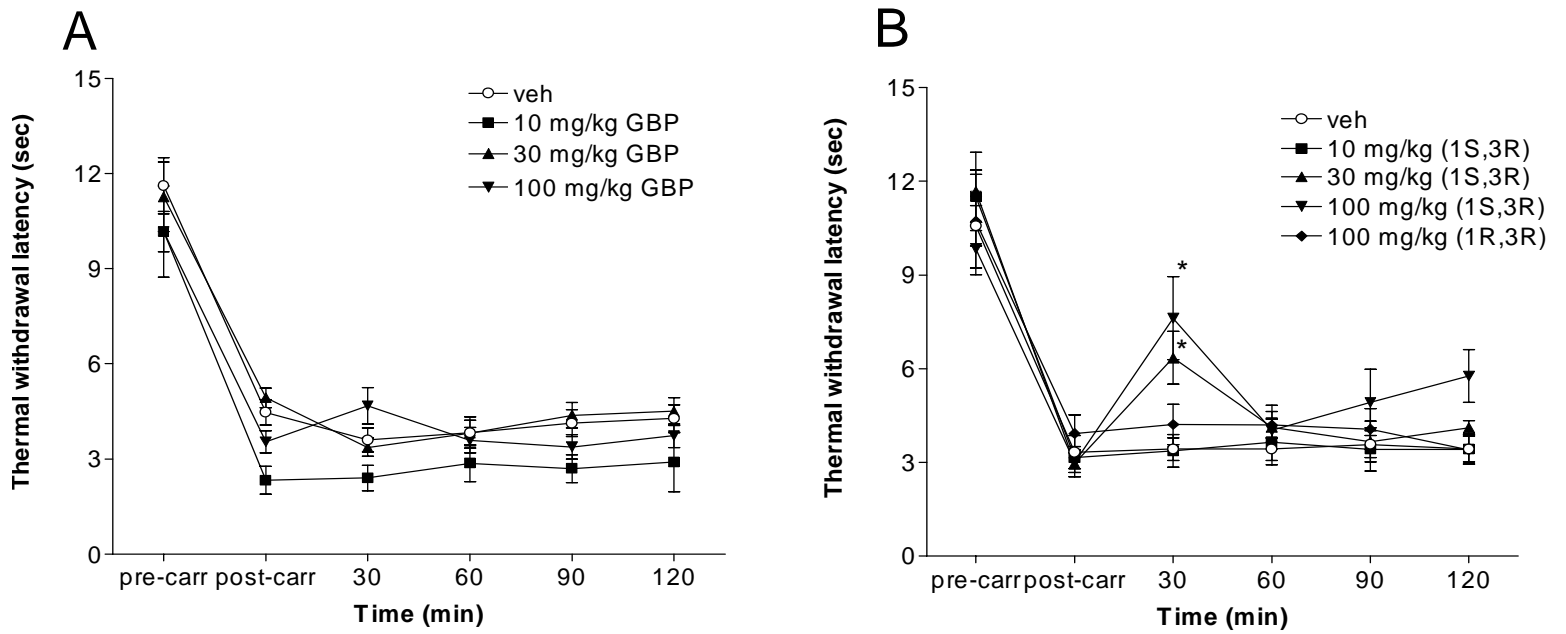 A
Thermal withdrawal latency (sec)
15
12
9
6
3
0
veh
10 mg/kg GBP
30 mg/kg GBP
100 mg/kg GBP
pre-carr post-carr 30 60 90 120
Time (min)
B
Thermal withdrawal latency (sec)
15
12
9
6
3
0
veh
10 mg/kg (1S,3R)
30 mg/kg (1S,3R)
100 mg/kg (1S,3R)
100 mg/kg (1R,3R)
*
*
pre-carr post-carr 30 60 90 120
Time (min)